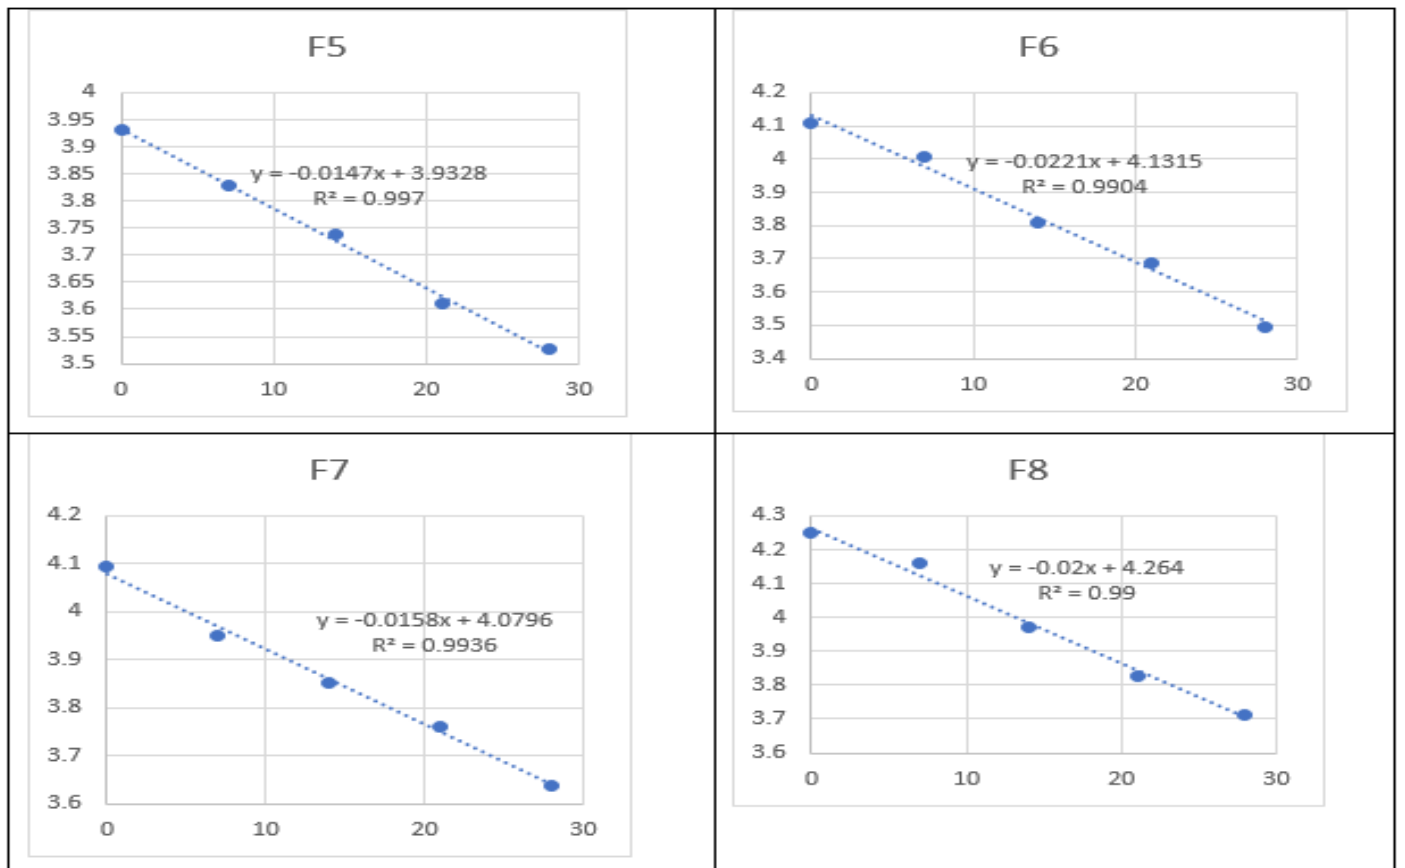 F5
4
3.95
3.9
3.85
3.8
3.75
3.7
3.65
3.6
3.55
3.5
y = -0.0147x + 3.9328
R² = 0.997
0 10 20 30
F6
4.2
4.1
4
3.9
3.8
3.7
3.6
3.5
3.4
y = -0.0221x + 4.1315
R² = 0.9904
0 10 20 30
F7
4.2
4.1
4
3.9
3.8
3.7
3.6
y = -0.0158x + 4.0796
R² = 0.9936
0 10 20 30
F8
4.3
4.2
4.1
4
3.9
3.8
3.7
3.6
y = -0.02x + 4.264
R² = 0.99
0 10 20 30